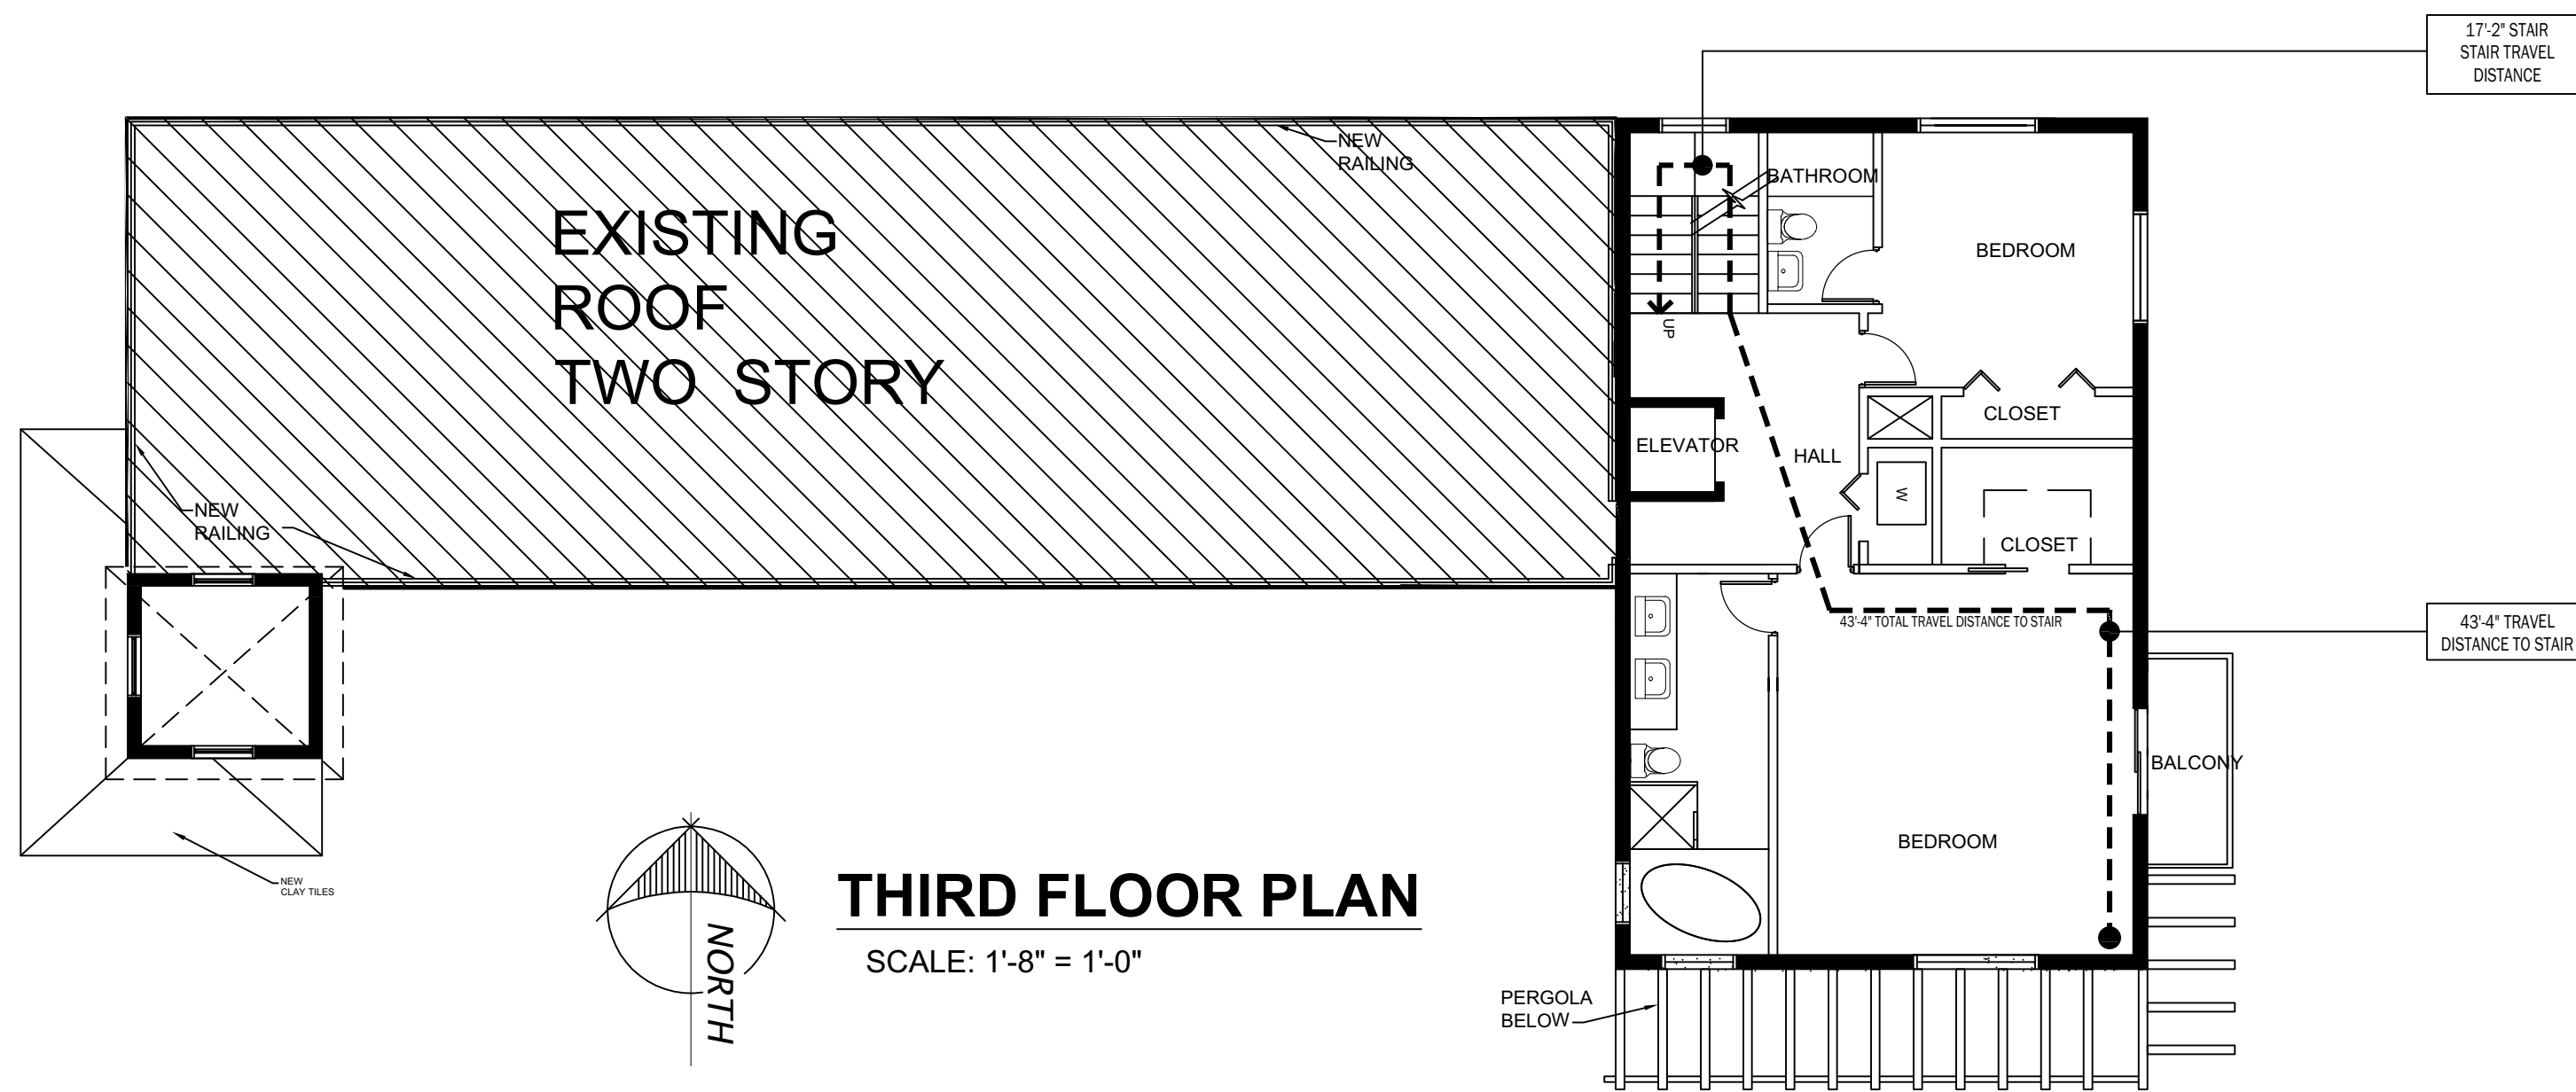 17'-2" STAIR
STAIR TRAVEL
DISTANCE
NEW
RAILING
BATHROOM
EXISTING
ROOF
TWO STORY
BEDROOM
UP
CLOSET
ELEVATOR
HALL
W
NEW
RAILING
CLOSET
43'-4" TOTAL TRAVEL DISTANCE TO STAIR
43'-4" TRAVEL
DISTANCE TO STAIR
BALCONY
BEDROOM
NEW
CLAY TILES
NORTH
THIRD FLOOR PLAN
SCALE: 1'-8" = 1'-0"
PERGOLA
BELOW